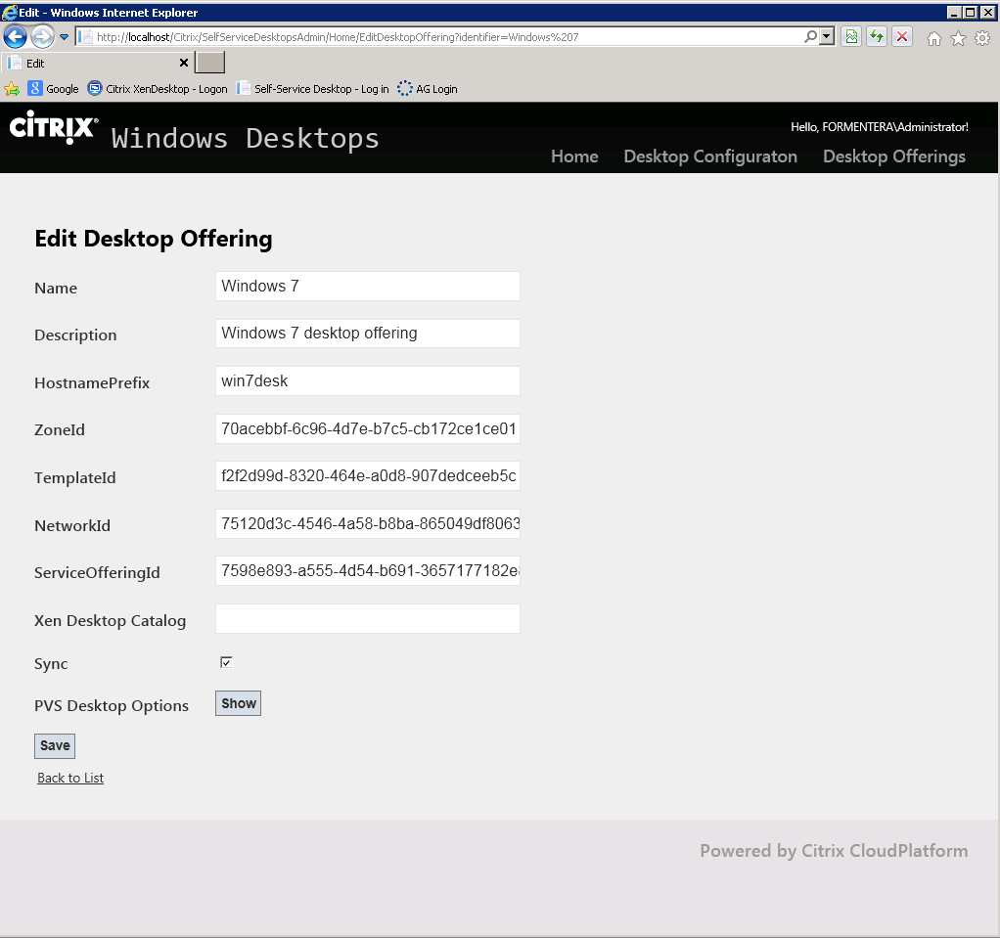 Edit - Windows Internet Explorer
http://localhost/Citrix/SelfServiceDesktopsAdmin/Home/EditDesktopOffering?identifier=Windows%207
Edit
Google Citrix XenDesktop - Logon Self-Service Desktop - Log in AG Login
CITRIX® Windows Desktops
Hello, FORMENTERA\Administrator!
Home Desktop Configuraton Desktop Offerings
Edit Desktop Offering
Name Windows 7
Description Windows 7 desktop offering
HostnamePrefix win7desk
ZoneId 70acebbf-6c96-4d7e-b7c5-cb172ce1ce01
TemplateId f2f2d99d-8320-464e-a0d8-907dedceeb5c
NetworkId 75120d3c-4546-4a58-b8ba-865049df8063
ServiceOfferingId 7598e893-a555-4d54-b691-3657177182e
Xen Desktop Catalog
Sync
PVS Desktop Options Show
Save
Back to List
Powered by Citrix CloudPlatform